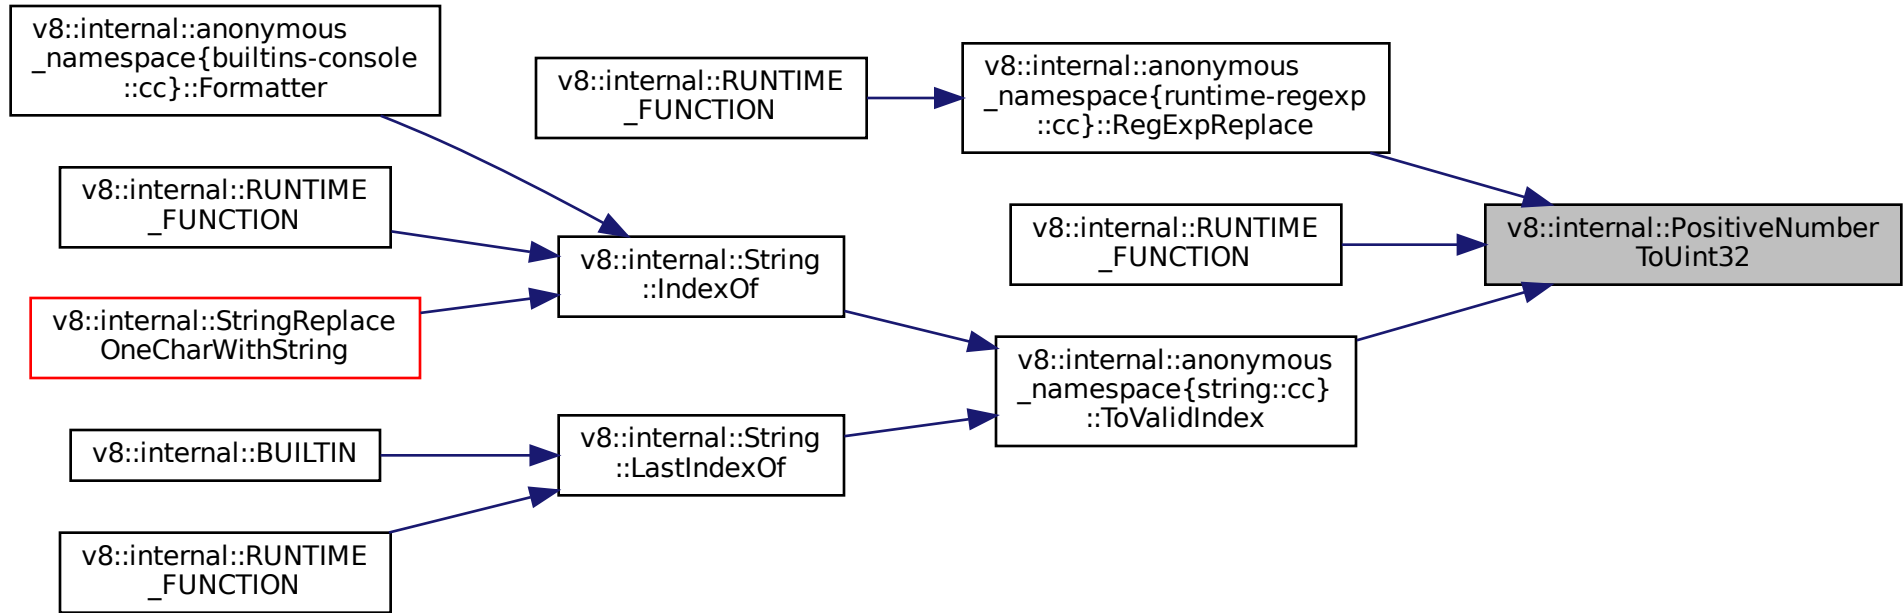 v8::internal::anonymous
_namespace{builtins-console
::cc}::Formatter
v8::internal::RUNTIME
_FUNCTION
v8::internal::StringReplace
OneCharWithString
v8::internal::BUILTIN
v8::internal::RUNTIME
_FUNCTION
v8::internal::RUNTIME
_FUNCTION
v8::internal::String
::IndexOf
v8::internal::String
::LastIndexOf
v8::internal::anonymous
_namespace{runtime-regexp
::cc}::RegExpReplace
v8::internal::RUNTIME
_FUNCTION
v8::internal::anonymous
_namespace{string::cc}
::ToValidIndex
v8::internal::PositiveNumber
ToUint32